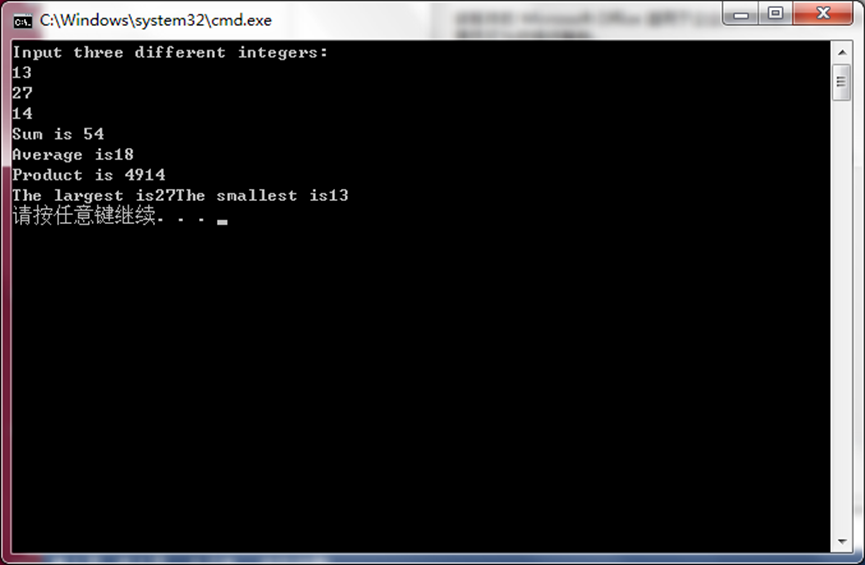 C:\Windows\system32\cmd.exe
Input three different integers:
13
27
14
Sum is 54
Average is18
Product is 4914
The largest is27The smallest is13
请按任意键继续. . .